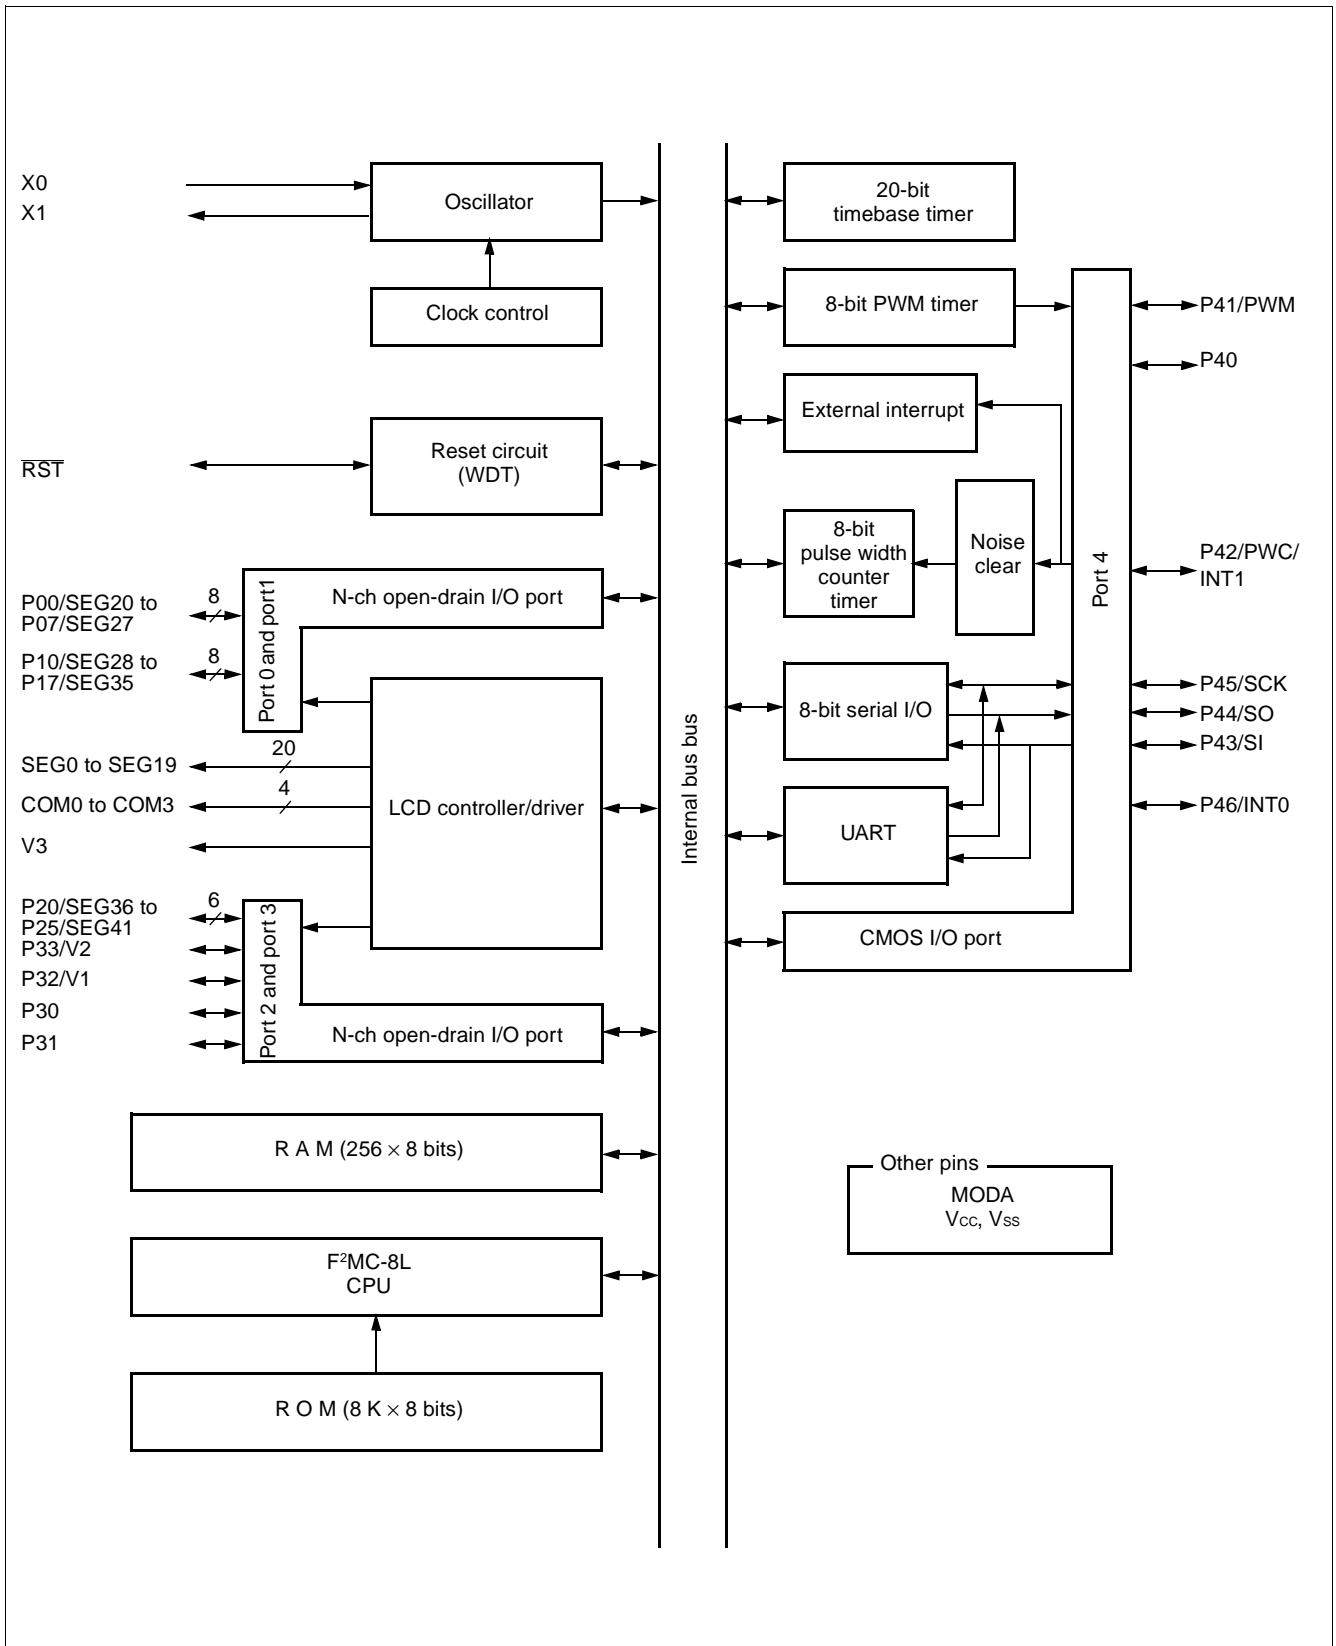 X0
X1
Oscillator
Clock control
RST
Reset circuit
(WDT)
P00/SEG20 to
P07/SEG27
8
P10/SEG28 to
P17/SEG35
8
Port 0 and port1
N-ch open-drain I/O port
SEG0 to SEG19
20
COM0 to COM3
4
V3
LCD controller/driver
P20/SEG36 to
P25/SEG41
6
P33/V2
P32/V1
P30
P31
Port 2 and port 3
N-ch open-drain I/O port
R A M (256 × 8 bits)
F²MC-8L
CPU
R O M (8 K × 8 bits)
Internal bus bus
20-bit
timebase timer
8-bit PWM timer
External interrupt
8-bit
pulse width
counter
timer
Noise
clear
8-bit serial I/O
UART
CMOS I/O port
Port 4
P41/PWM
P40
P42/PWC/
INT1
P45/SCK
P44/SO
P43/SI
P46/INT0
Other pins
MODA
Vcc, Vss